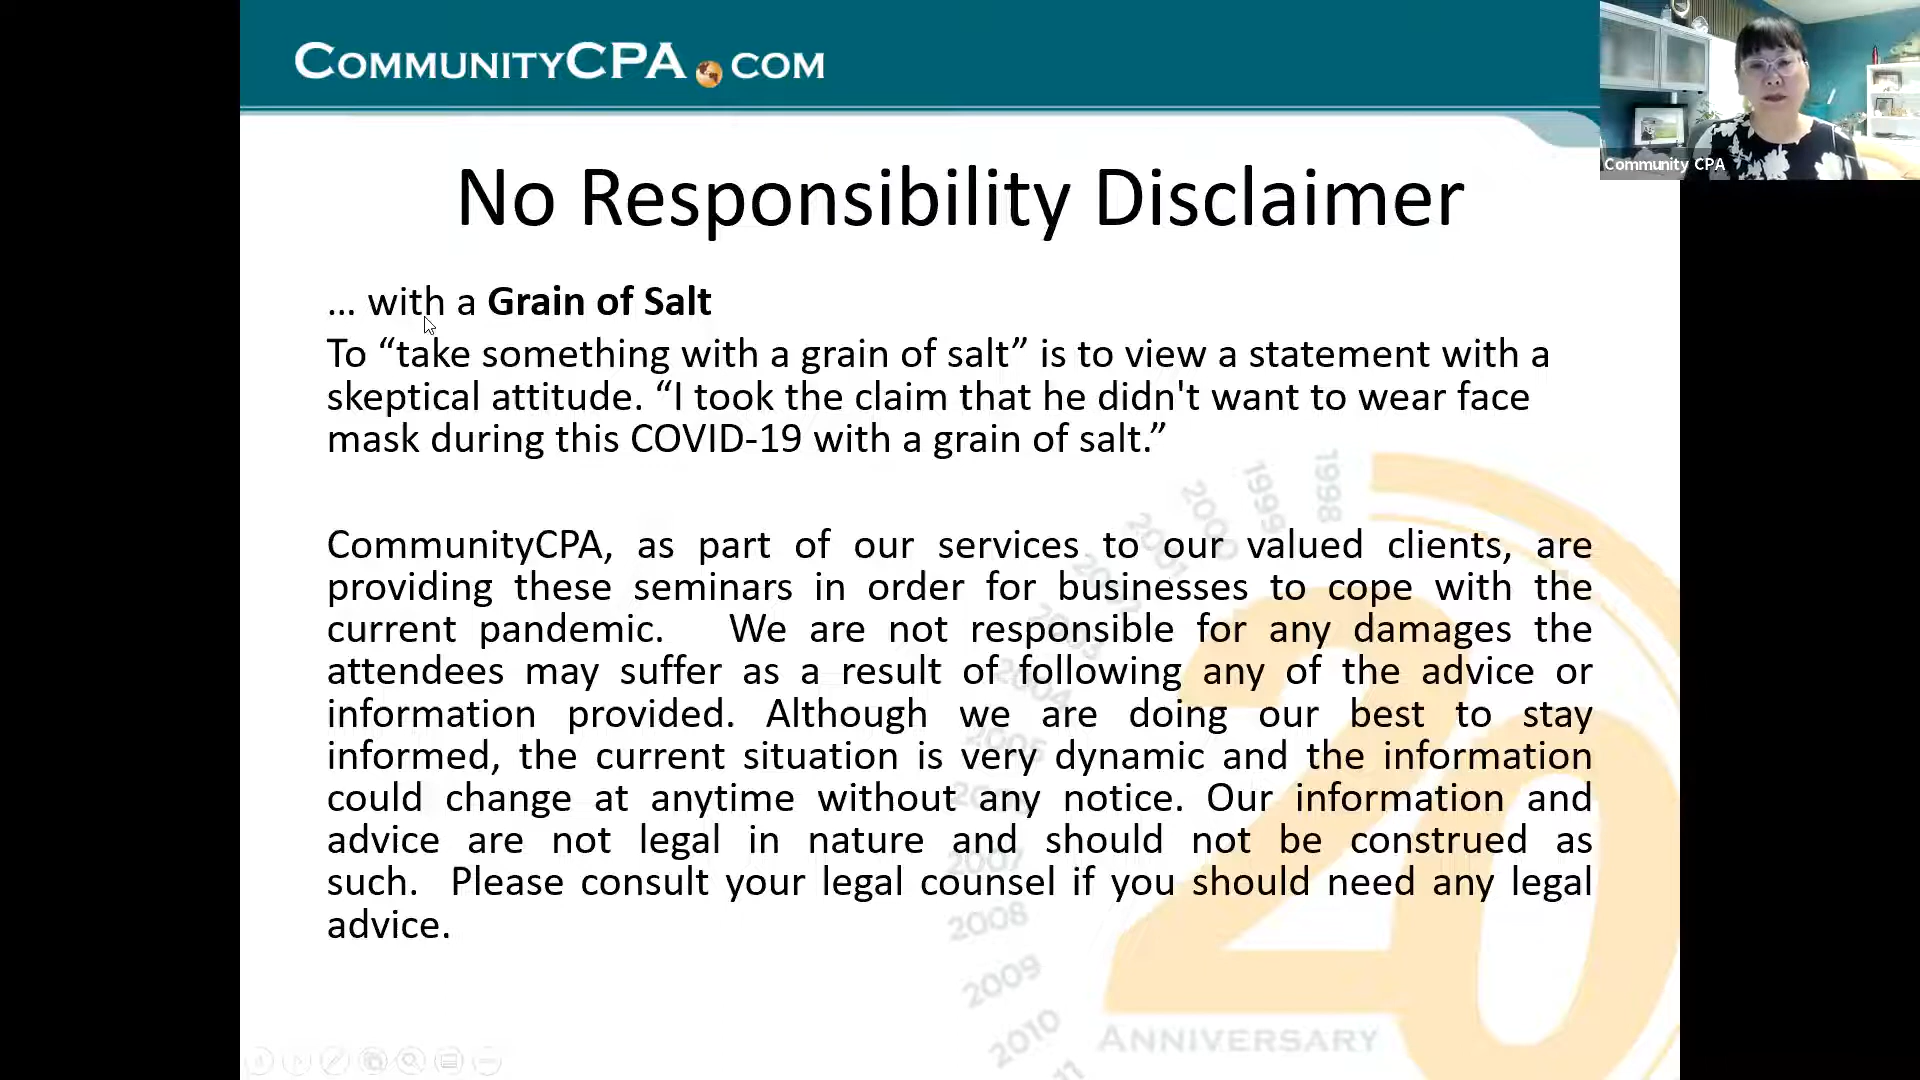 COMMUNITYCPA.COM
Community CPA
No Responsibility Disclaimer
... with a Grain of Salt
To “take something with a grain of salt” is to view a statement with a
skeptical attitude. “I took the claim that he didn't want to wear face
mask during this COVID-19 with a grain of salt.”
CommunityCPA, as part of our services to our valued clients, are
providing these seminars in order for businesses to cope with the
current pandemic. We are not responsible for any damages the
attendees may suffer as a result of following any of the advice or
information provided. Although we are doing our best to stay
informed, the current situation is very dynamic and the information
could change at anytime without any notice. Our information and
advice are not legal in nature and should not be construed as
such. Please consult your legal counsel if you should need any legal
advice.
1998
1999
2000
2001
2003
2004
2005
2007
2008
2009
2010
20
ANNIVERSARY